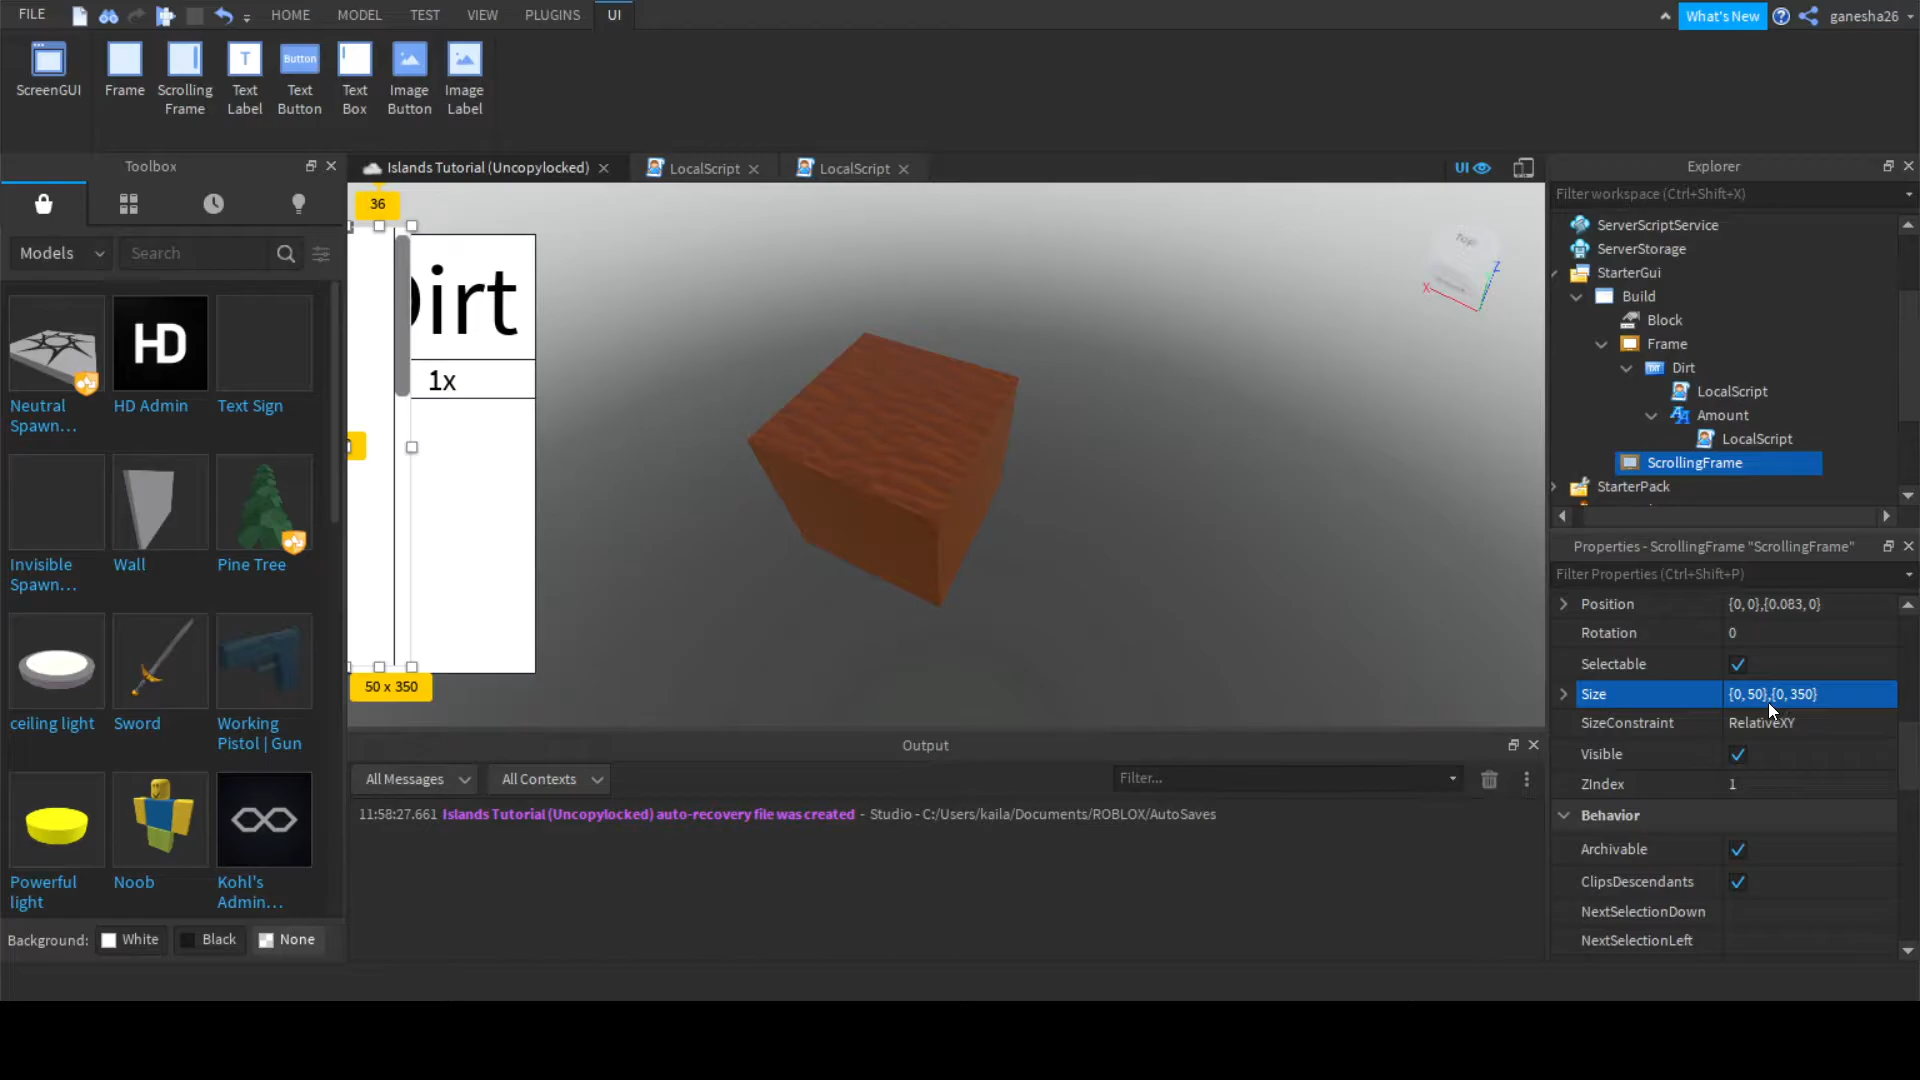 FILE
HOME
MODEL
TEST
VIEW
PLUGINS
UI
What's New
ganesha26
ScreenGUI
Frame
Scrolling
Frame
T
Text
Label
Button
Text
Button
Text
Box
Image
Button
Image
Label
Toolbox
Islands Tutorial (Uncopylocked)
LocalScript
LocalScript
UI
Explorer
Models
Search
Neutral
Spawn...
HD
HD Admin
Text Sign
Invisible
Spawn...
Wall
Pine Tree
ceiling light
Sword
Working
Pistol | Gun
Powerful
light
Noob
Kohl's
Admin...
Background:
White
Black
None
36
irt
1x
50 x 350
TOP
X
Z
Output
All Messages
All Contexts
Filter...
11:58:27.661 Islands Tutorial (Uncopylocked) auto-recovery file was created - Studio - C:/Users/kaila/Documents/ROBLOX/AutoSaves
Filter workspace (Ctrl+Shift+X)
ServerScriptService
ServerStorage
StarterGui
Build
Block
Frame
Dirt
LocalScript
Amount
LocalScript
ScrollingFrame
StarterPack
Properties - ScrollingFrame "ScrollingFrame"
Filter Properties (Ctrl+Shift+P)
Position {0, 0},{0.083, 0}
Rotation 0
Selectable
Size {0, 50},{0, 350}
SizeConstraint RelativeXY
Visible
ZIndex 1
Behavior
Archivable
ClipsDescendants
NextSelectionDown
NextSelectionLeft